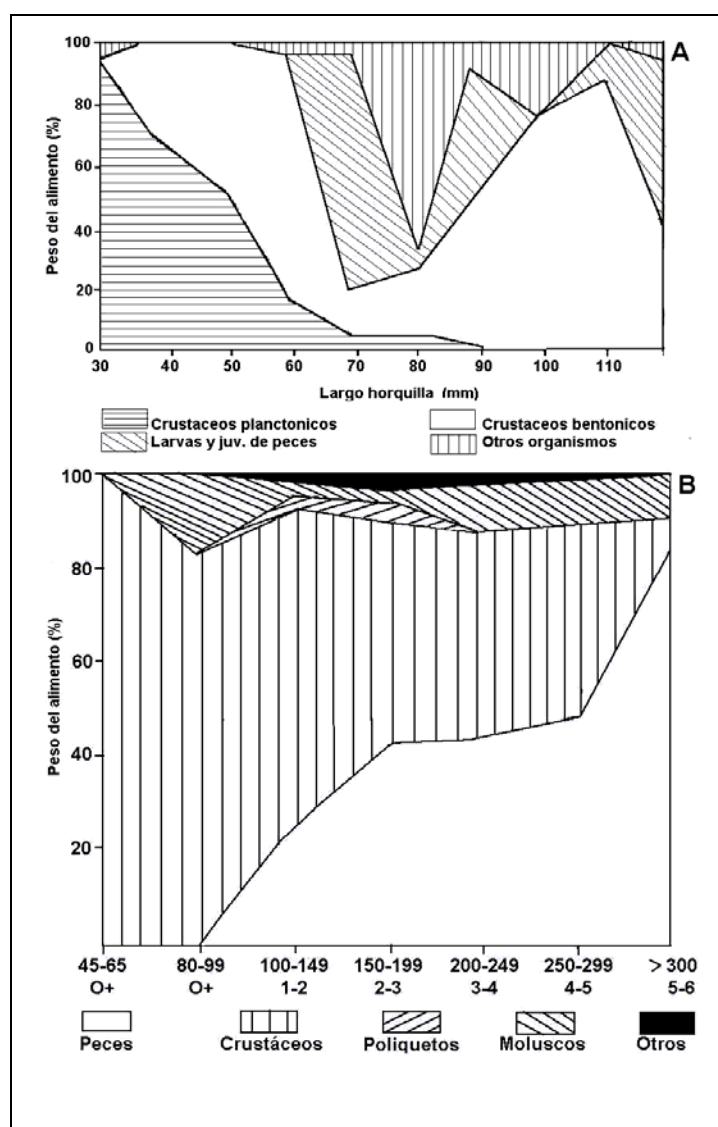 A
Peso del alimento (%)
100
80
60
40
20
0
30 40 50 60 70 80 90 100 110
Largo horquilla (mm)
Crustaceos planctonicos Crustaceos bentonicos
Larvas y juv. de peces Otros organismos
B
Peso del alimento (%)
100
80
60
40
20
45-65 80-99 100-149 150-199 200-249 250-299 >300
O+ O+ 1-2 2-3 3-4 4-5 5-6
Peces Crustáceos Poliquetos Moluscos Otros